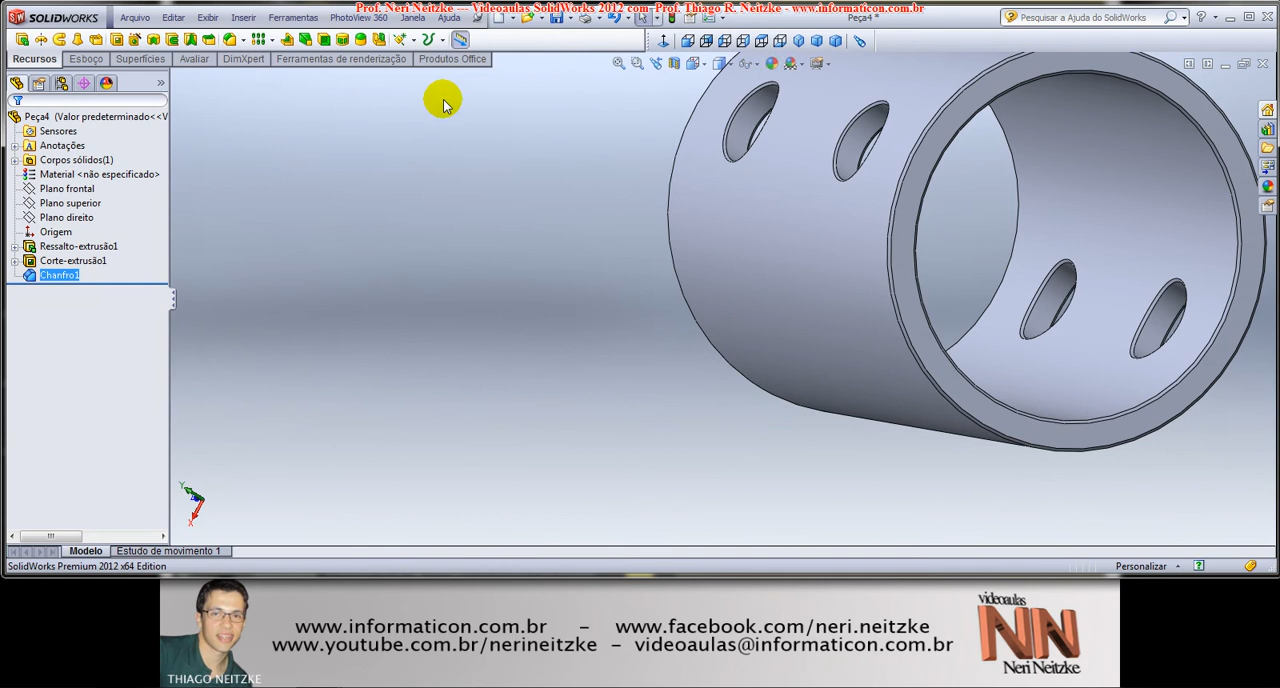 Prof. Neri Neitzke --- Videoaulas SolidWorks 2012 com Prof. Thiago R. Neitzke - www.informaticon.com.br
SOLIDWORKS Arquivo Editar Exibir Inserir Ferramentas PhotoView 360 Janela Ajuda Peça4 * Pesquisar a Ajuda do SolidWorks
Recursos Esboço Superfícies Avaliar DimXpert Ferramentas de renderização Produtos Office
Peça4 (Valor predeterminado<<V
Sensores
Anotações
Corpos sólidos(1)
Material <não especificado>
Plano frontal
Plano superior
Plano direito
Origem
Ressalto-extrusão1
Corte-extrusão1
Chanfro1
Y
X
Modelo Estudo de movimento 1
SolidWorks Premium 2012 x64 Edition Personalizar
www.informaticon.com.br - www.facebook.com/neri.neitzke
www.youtube.com.br/nerineitzke - videoaulas@informaticon.com.br
THIAGO NEITZKE
videoaulas
NN
Neri Neitzke